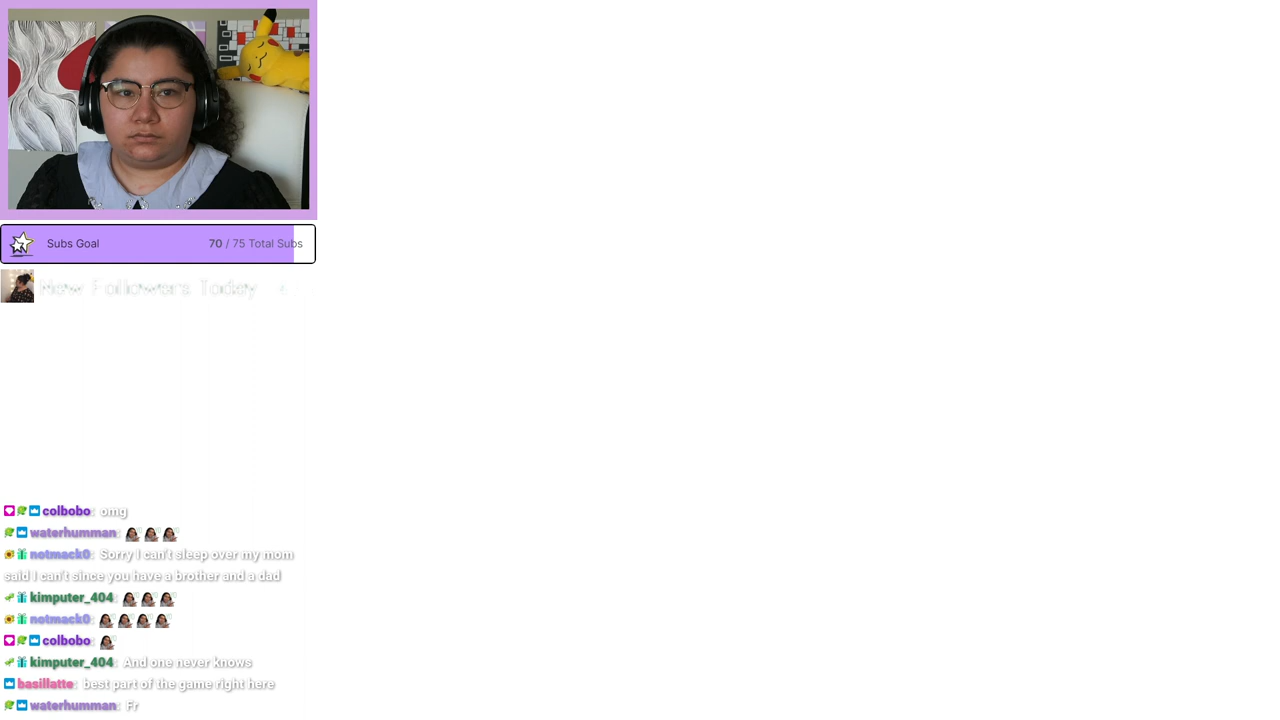 Subs Goal 70 / 75 Total Subs
New Followers Today
colbobo: omg
waterhumman:
notmack0: Sorry I can't sleep over my mom
said I can't since you have a brother and a dad
kimputer_404:
notmack0:
colbobo:
kimputer_404: And one never knows
basillatte: best part of the game right here
waterhumman: Fr